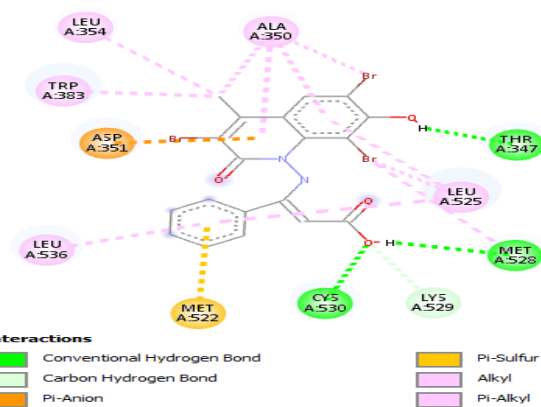 LEU
A:354
ALA
A:350
TRP
A:383
Br
ASP
A:351
Br
O
H
THR
A:347
Br
O
N
N
LEU
A:525
O
LEU
A:536
O
H
MET
A:528
MET
A:522
CYS
A:530
LYS
A:529
nteractions
Conventional Hydrogen Bond
Carbon Hydrogen Bond
Pi-Anion
Pi-Sulfur
Alkyl
Pi-Alkyl